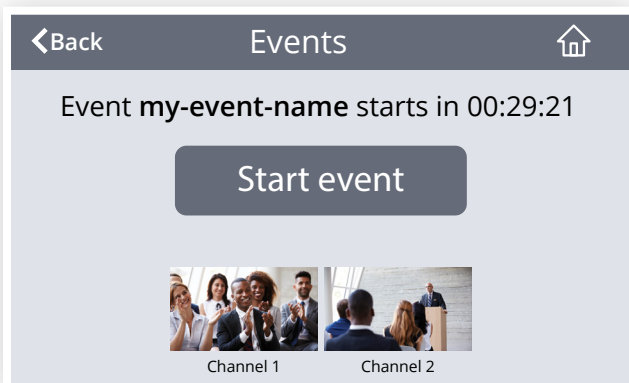 Back Events
Event my-event-name starts in 00:29:21
Start event
Channel 1 Channel 2